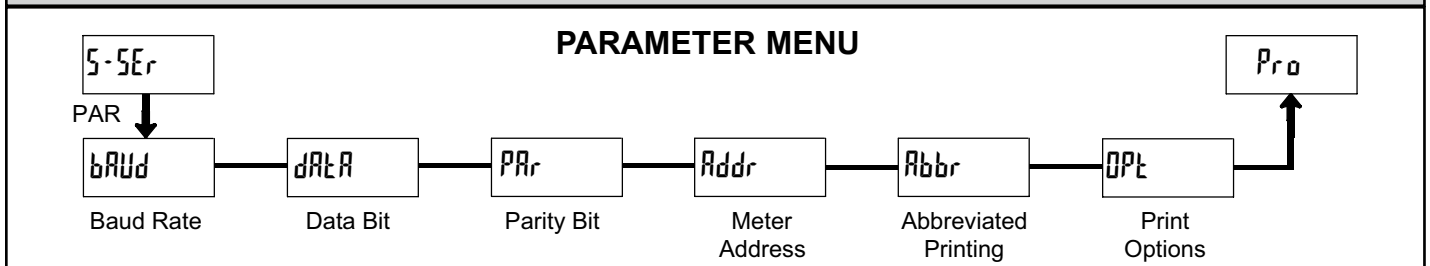 PARAMETER MENU
5-SEr
Pro
PAR
bAUd
dAtA
PAr
Addr
Abbr
OPt
Baud Rate
Data Bit
Parity Bit
Meter
Address
Abbreviated
Printing
Print
Options